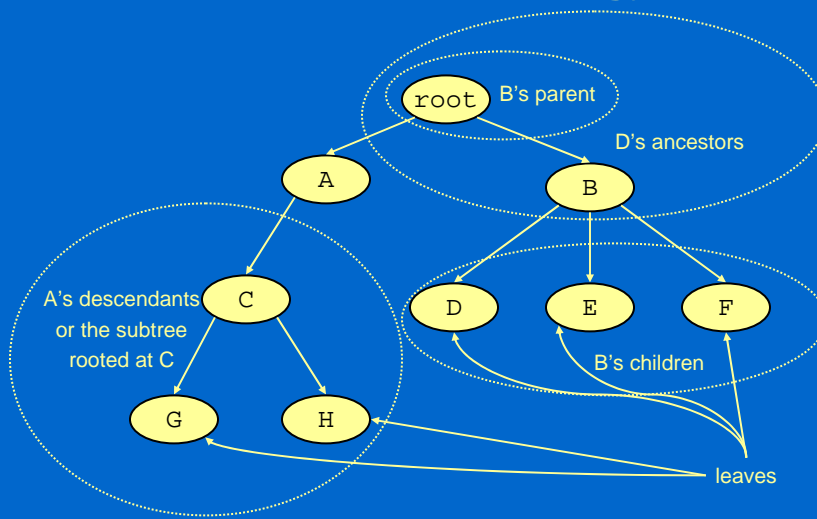 root
B's parent
D's ancestors
A
B
A's descendants
or the subtree
rooted at C
C
D
E
F
B's children
G
H
leaves